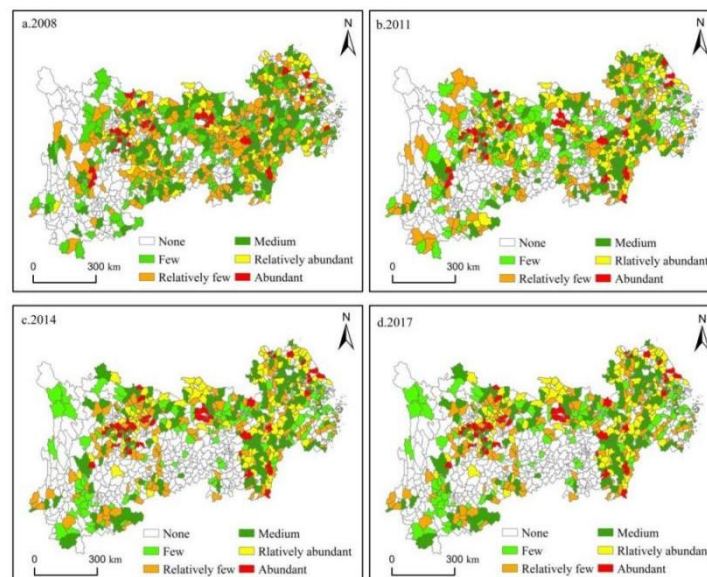 a.2008
N
None
Medium
Few
Relatively abundant
Relatively few
Abundant
0 300 km
b.2011
N
None
Medium
Few
Rlatively abundant
Relatively few
Abundant
0 300 km
c.2014
N
None
Medium
Few
Rlatively abundant
Relatively few
Abundant
0 300 km
d.2017
N
None
Medium
Few
Rlatively abundant
Relatively few
Abundant
0 300 km